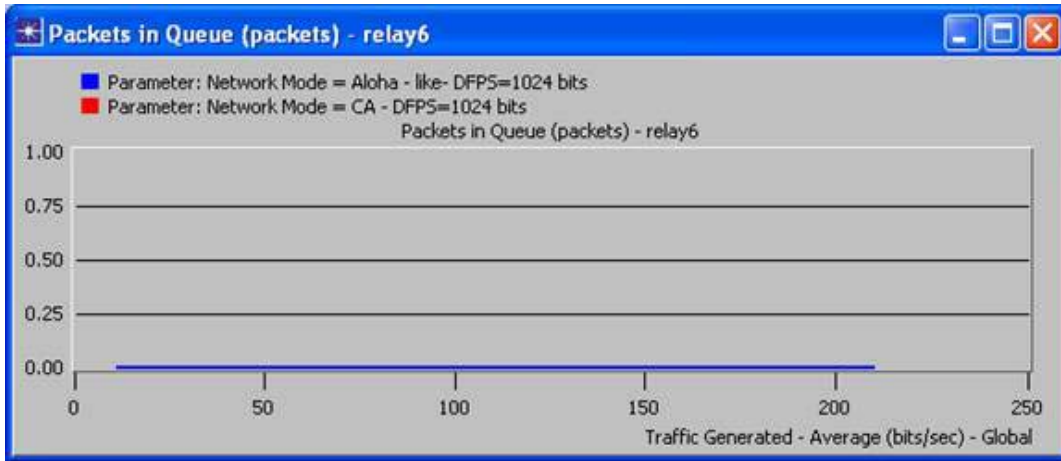 Packets in Queue (packets) - relay6
Parameter: Network Mode = Aloha - like- DFPS=1024 bits
Parameter: Network Mode = CA - DFPS=1024 bits
Packets in Queue (packets) - relay6
1.00
0.75
0.50
0.25
0.00
0 50 100 150 200 250
Traffic Generated - Average (bits/sec) - Global